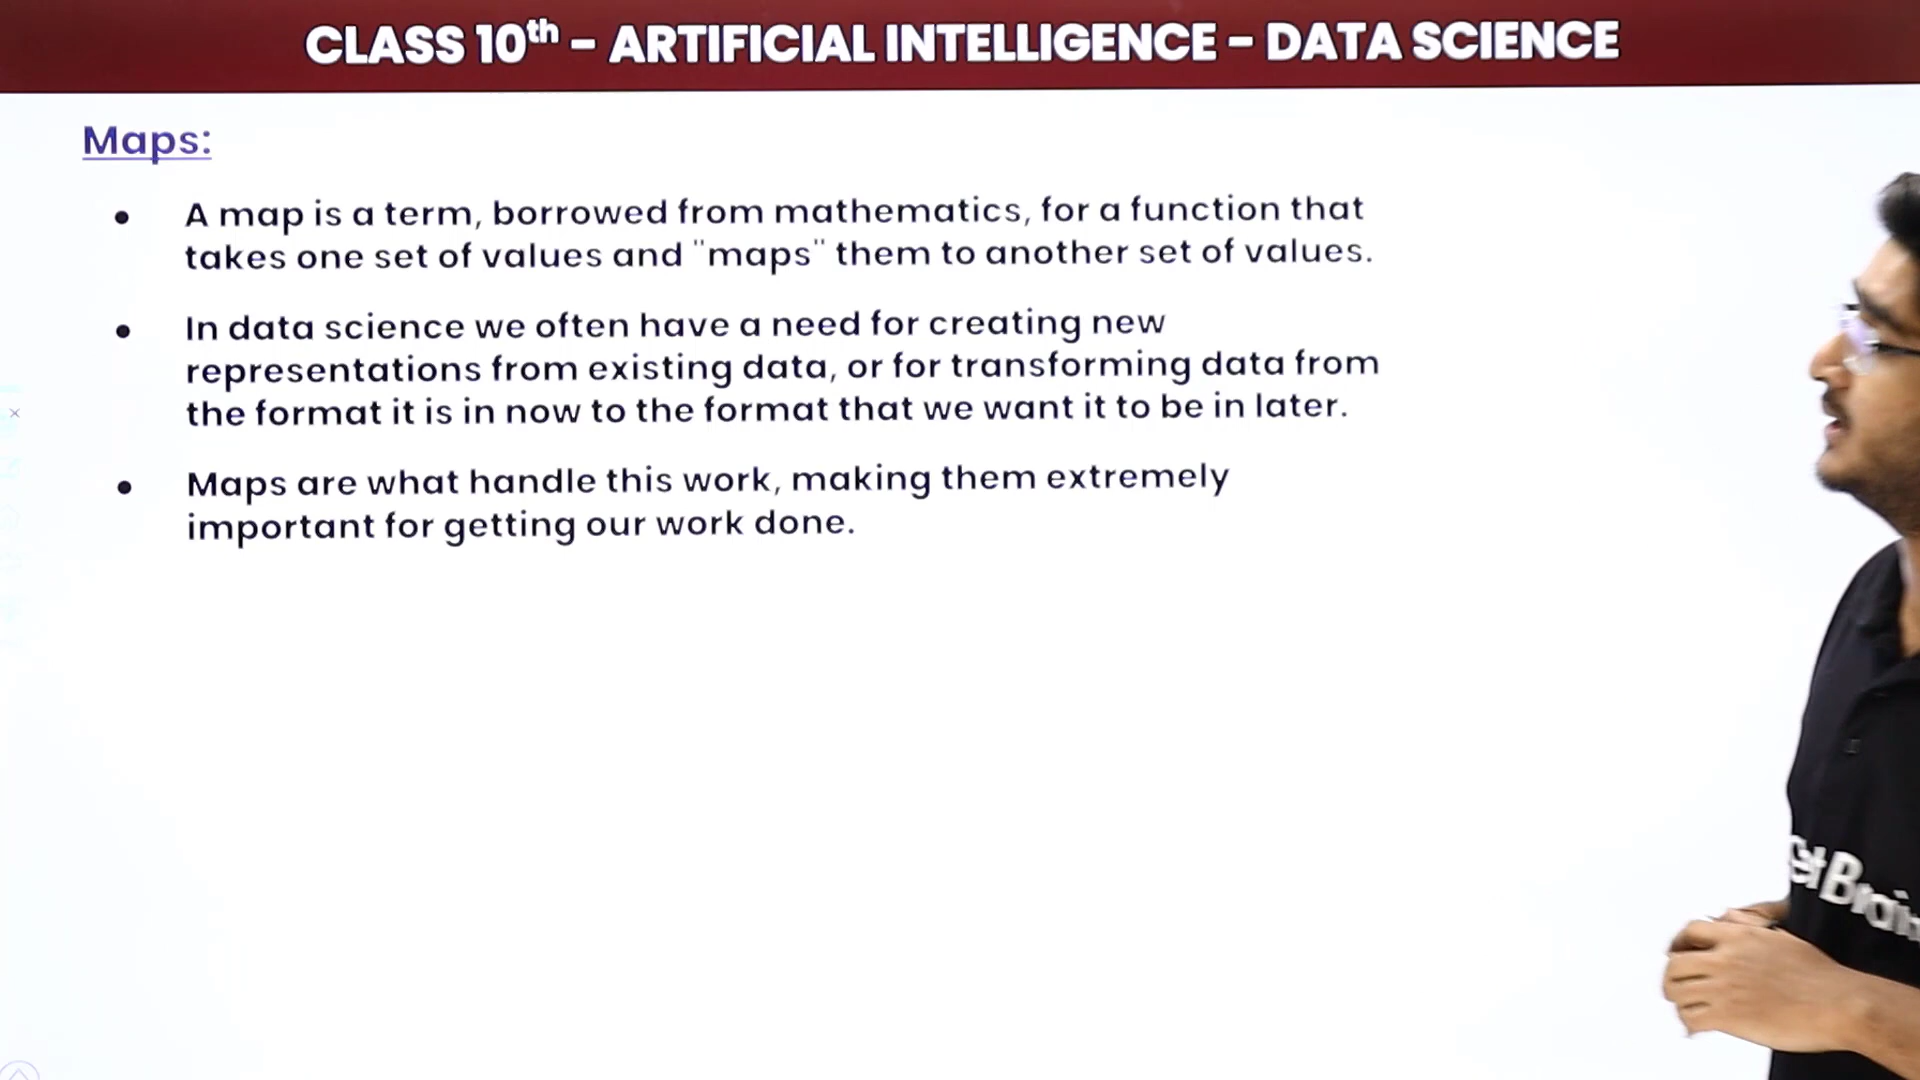 CLASS 10th – ARTIFICIAL INTELLIGENCE – DATA SCIENCE
Maps:
• A map is a term, borrowed from mathematics, for a function that
takes one set of values and "maps" them to another set of values.
• In data science we often have a need for creating new
representations from existing data, or for transforming data from
the format it is in now to the format that we want it to be in later.
• Maps are what handle this work, making them extremely
important for getting our work done.